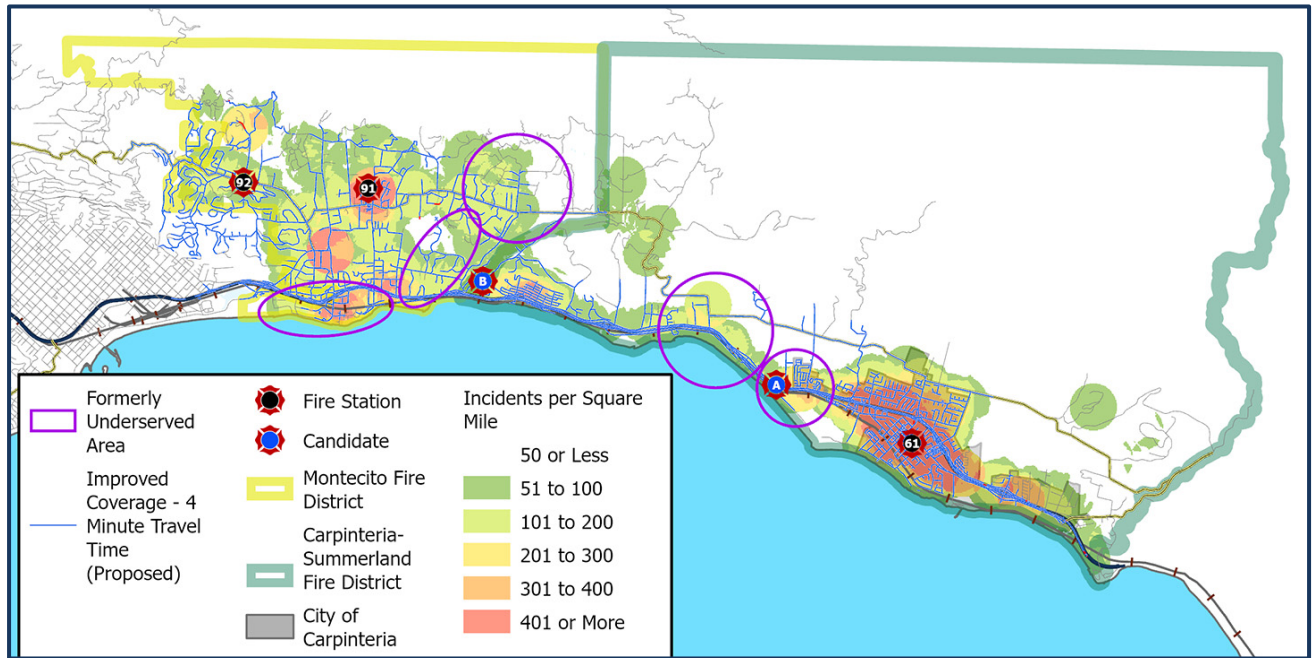 92
91
B
A
61
Formerly
Underserved
Area
Improved
Coverage - 4
Minute Travel
Time
(Proposed)
Fire Station
Candidate
Montecito Fire
District
Carpinteria-
Summerland
Fire District
City of
Carpinteria
Incidents per Square
Mile
50 or Less
51 to 100
101 to 200
201 to 300
301 to 400
401 or More